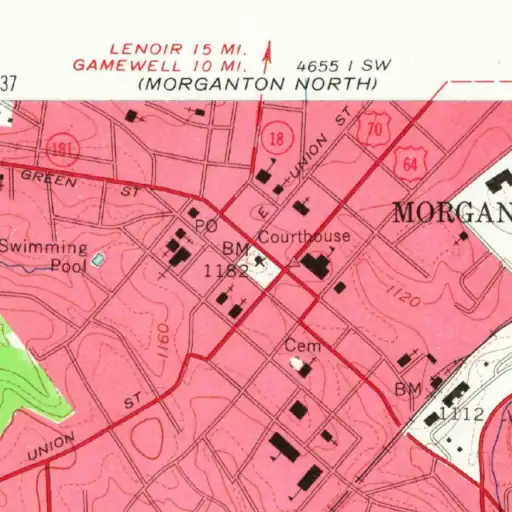 LENOIR 15 MI.
GAMEWELL 10 MI.
4655 I SW
37
(MORGANTON NORTH)
18
UNION ST
70
181
64
GREEN ST
E
MORGAN
PO
Courthouse
Swimming
Pool
BM
1182
1120
1160
Cem
BM
1112
UNION ST